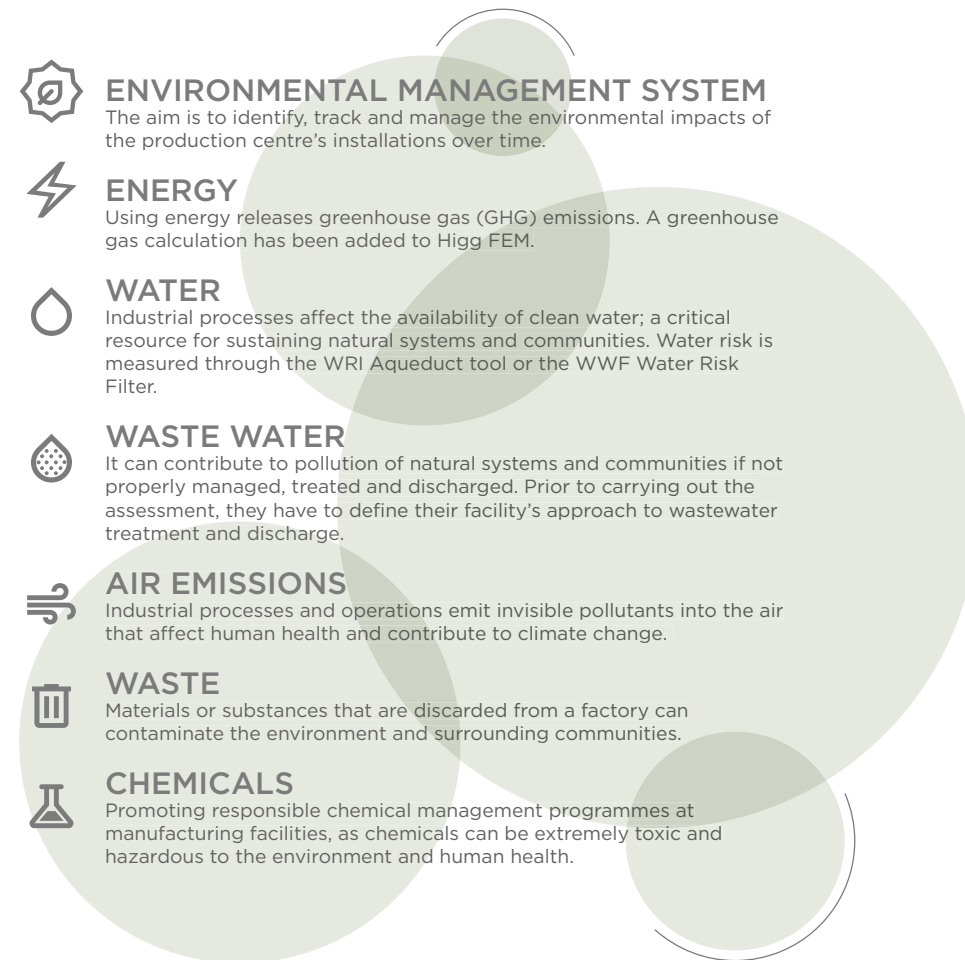 ENVIRONMENTAL MANAGEMENT SYSTEM
The aim is to identify, track and manage the environmental impacts of
the production centre’s installations over time.
ENERGY
Using energy releases greenhouse gas (GHG) emissions. A greenhouse
gas calculation has been added to Higg FEM.
WATER
Industrial processes affect the availability of clean water; a critical
resource for sustaining natural systems and communities. Water risk is
measured through the WRI Aqueduct tool or the WWF Water Risk
Filter.
WASTE WATER
It can contribute to pollution of natural systems and communities if not
properly managed, treated and discharged. Prior to carrying out the
assessment, they have to define their facility’s approach to wastewater
treatment and discharge.
AIR EMISSIONS
Industrial processes and operations emit invisible pollutants into the air
that affect human health and contribute to climate change.
WASTE
Materials or substances that are discarded from a factory can
contaminate the environment and surrounding communities.
CHEMICALS
Promoting responsible chemical management programmes at
manufacturing facilities, as chemicals can be extremely toxic and
hazardous to the environment and human health.